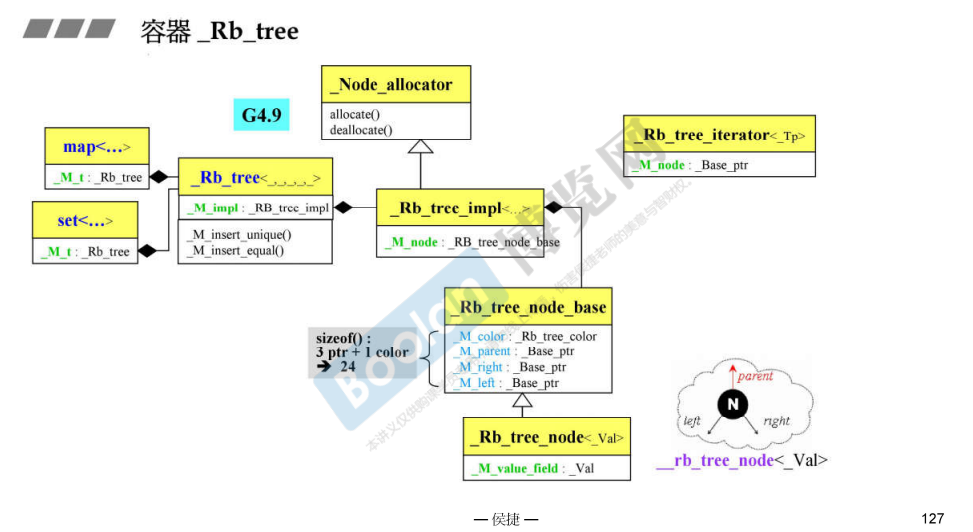 容器 _Rb_tree
_Node_allocator
allocate()
deallocate()
G4.9
map<...>
_M_t : _Rb_tree
set<...>
_M_t : _Rb_tree
_Rb_tree<_,_,_,_,_>
_M_impl : _RB_trcc_impl
_M_insert_unique()
_M_insert_equal()
_Rb_trcc_impl<...>
_M_node : _RB_tree_node_base
_Rb_tree_iterator<_Tp>
_M_node : _Base_ptr
_Rb_tree_node_base
_M_color : _Rb_tree_color
_M_parent : _Base_ptr
_M_right : _Base_ptr
_M_left : _Base_ptr
sizeof() :
3 ptr + 1 color
➔ 24
_Rb_tree_node<_Val>
_M_value_field : _Val
parent
N
left
right
__rb_tree_node<_Val>
Boolan
博览网
— 侯捷 —
127